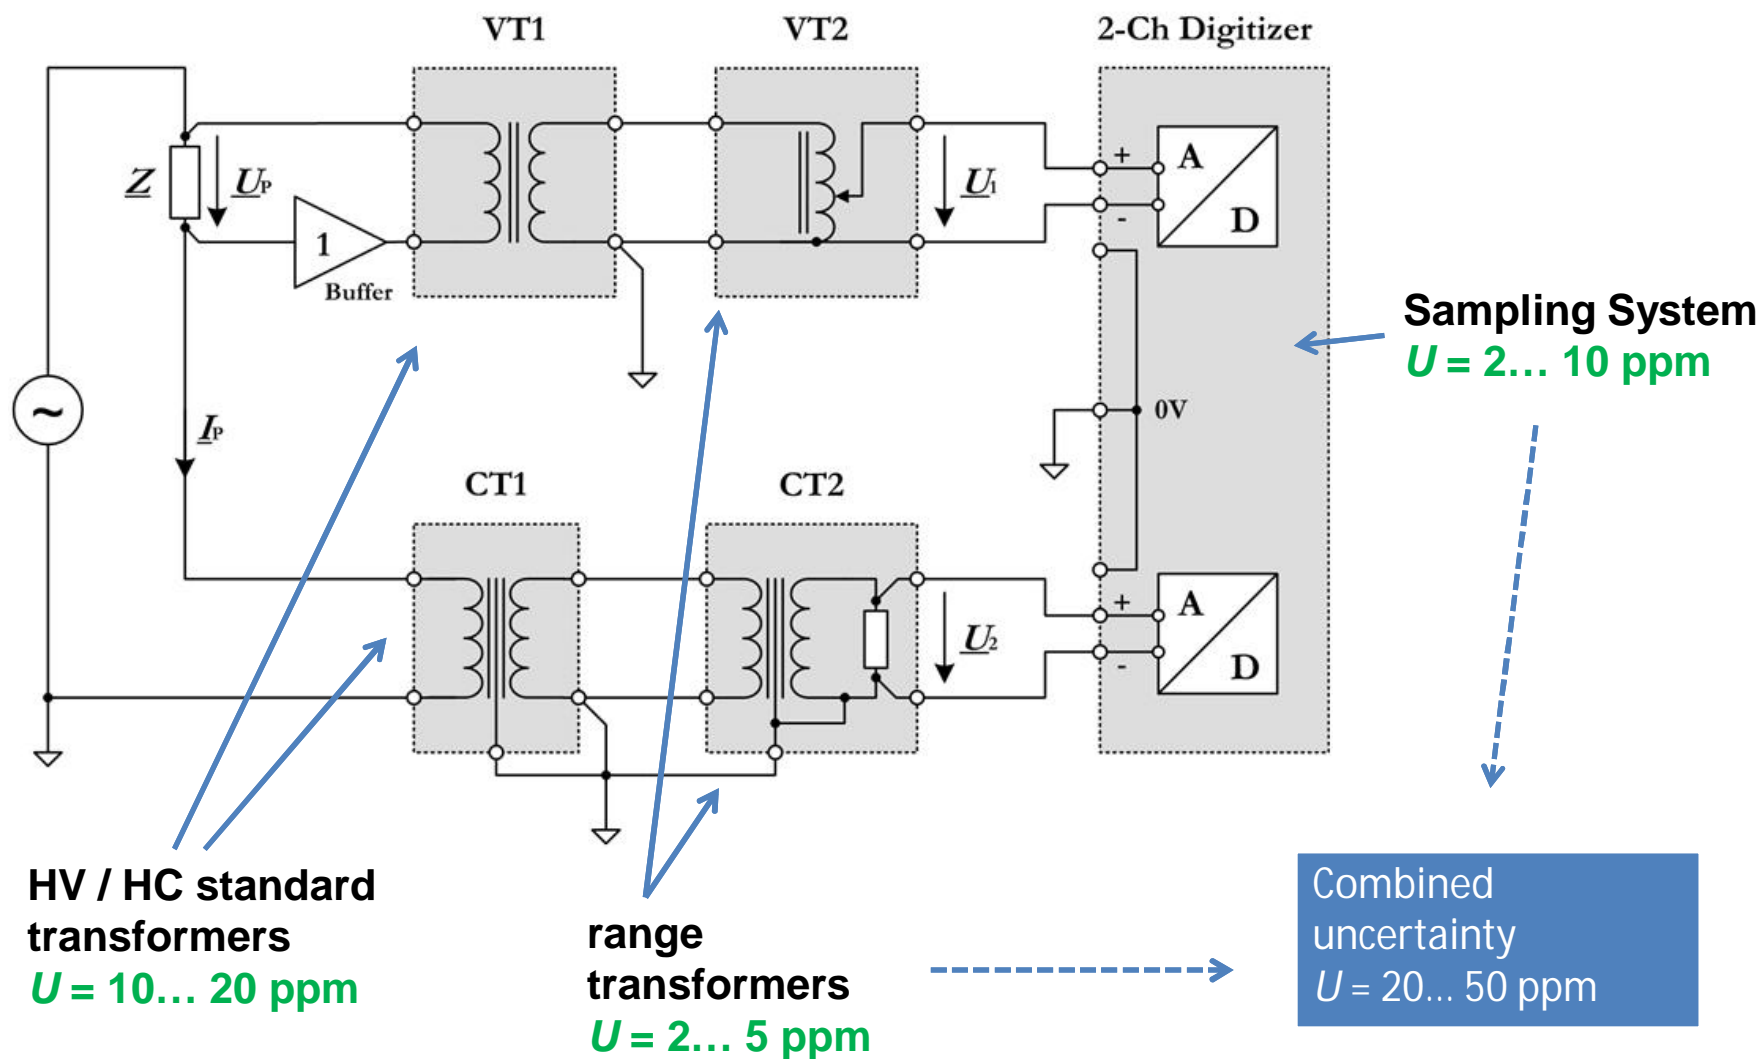 VT1
VT2
2-Ch Digitizer
Z
UP
1
Buffer
U1
+
-
A
D
0V
IP
CT1
CT2
U2
+
-
A
D
~
Sampling System
U = 2... 10 ppm
HV / HC standard
transformers
U = 10... 20 ppm
range
transformers
U = 2... 5 ppm
Combined
uncertainty
U = 20... 50 ppm